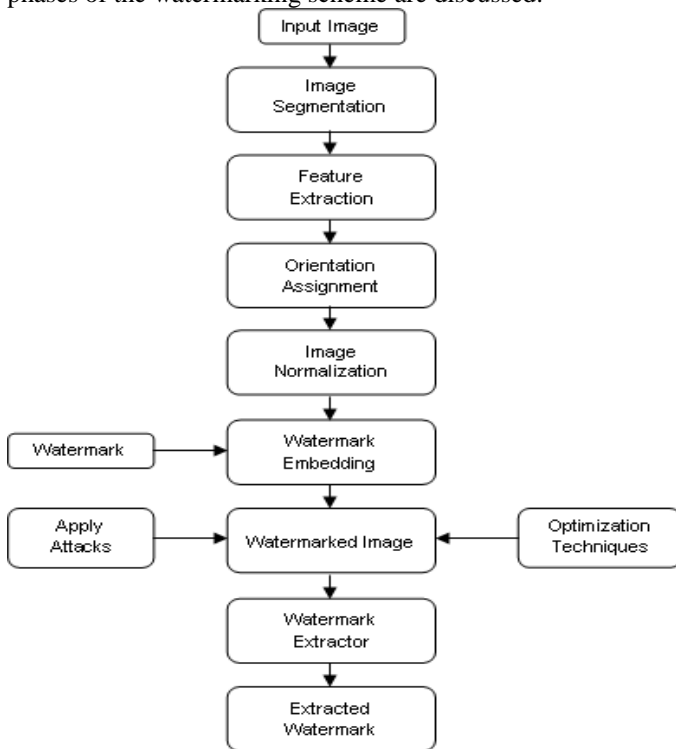 phases of the watermarking scheme are discussed.
Input Image
Image
Segmentation
Feature
Extraction
Orientation
Assignment
Image
Normalization
Watermark
Watermark
Embedding
Apply
Attacks
Watermarked Image
Optimization
Techniques
Watermark
Extractor
Extracted
Watermark